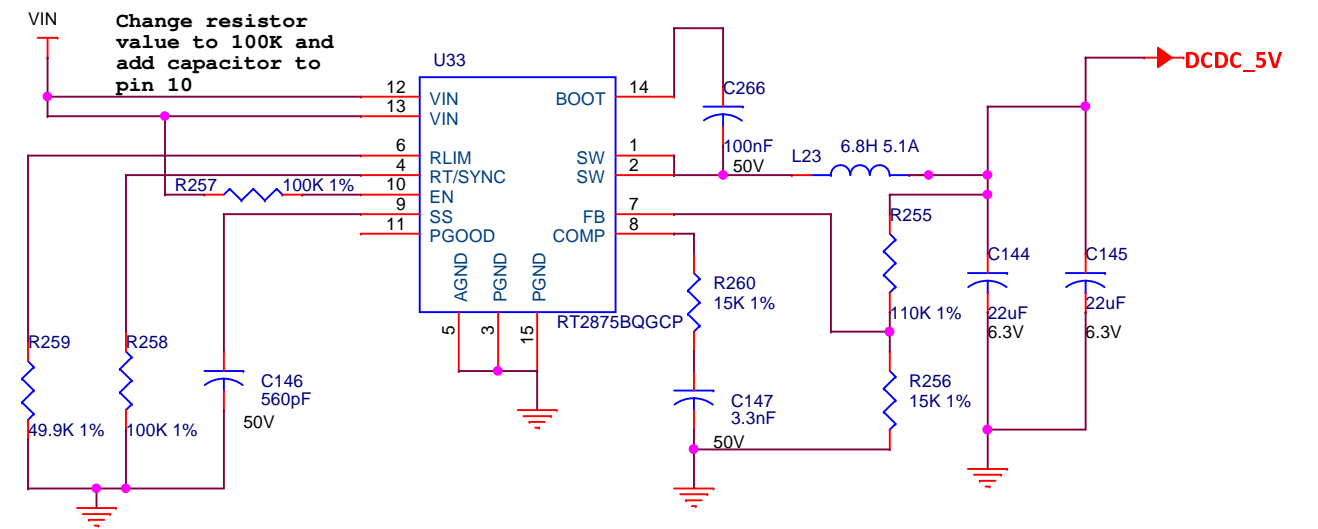 VIN
Change resistor
value to 100K and
add capacitor to
pin 10
DCDC_5V
U33
12
VIN
13
VIN
6
RLIM
4
RT/SYNC
R257
100K 1%
10
EN
9
SS
11
PGOOD
14
BOOT
1
SW
2
SW
7
FB
8
COMP
AGND
PGND
PGND
5
3
15
RT2875BQGCP
C266
100nF
50V
L23
6.8H 5.1A
R255
110K 1%
C144
22uF
6.3V
C145
22uF
6.3V
R260
15K 1%
R259
49.9K 1%
R258
100K 1%
C146
560pF
50V
C147
3.3nF
50V
R256
15K 1%